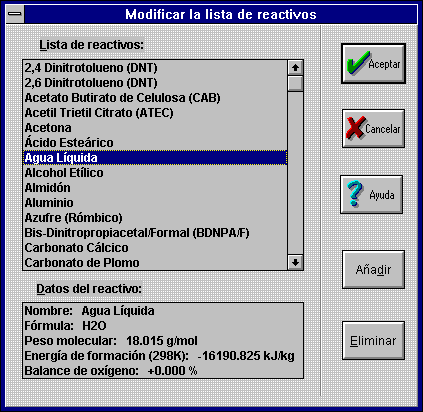 Modificar la lista de reactivos
Lista de reactivos:
2,4 Dinitrotolueno (DNT)
2,6 Dinitrotolueno (DNT)
Acetato Butirato de Celulosa (CAB)
Acetil Trietil Citrato (ATEC)
Acetona
Ácido Esteárico
Agua Líquida
Alcohol Etílico
Almidón
Aluminio
Azufre (Rómbico)
Bis-Dinitropropiacetal/Formal (BDNPA/F)
Carbonato Cálcico
Carbonato de Plomo
Datos del reactivo:
Nombre: Agua Líquida
Fórmula: H2O
Peso molecular: 18.015 g/mol
Energía de formación (298K): -16190.825 kJ/kg
Balance de oxígeno: +0.000 %
Aceptar
Cancelar
Ayuda
Añadir
Eliminar